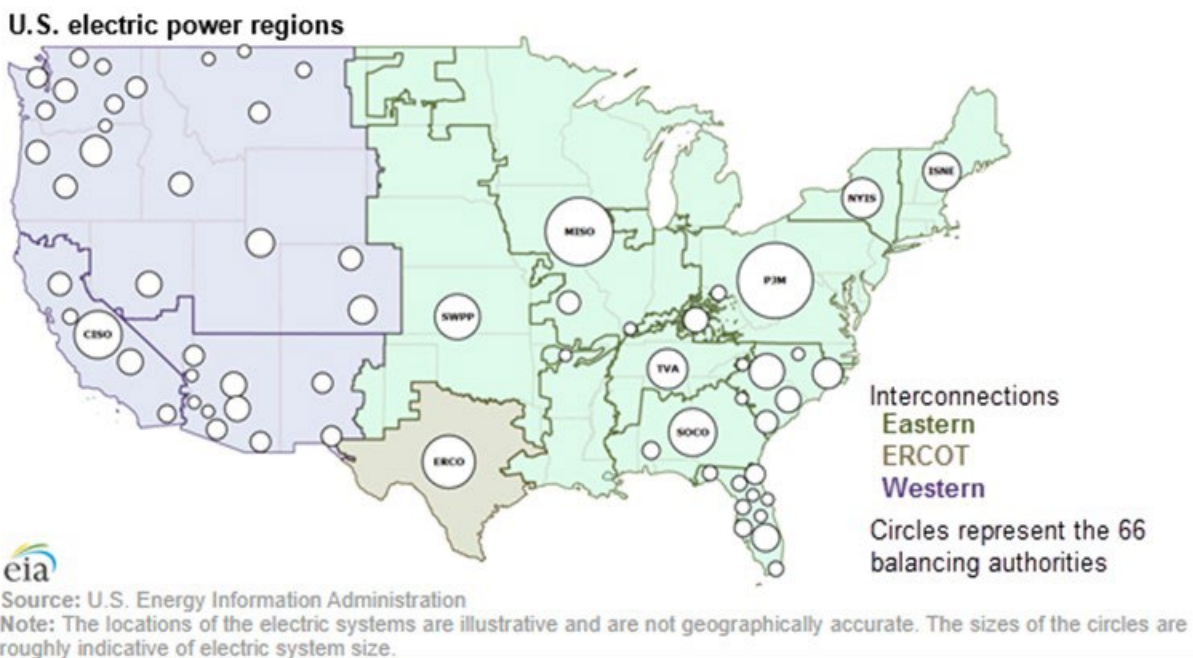 U.S. electric power regions
ISNE
NYIS
MISO
PJM
SWPP
CISO
TVA
SOCO
ERCO
Interconnections
Eastern
ERCOT
Western
Circles represent the 66
balancing authorities
eia
Source: U.S. Energy Information Administration
Note: The locations of the electric systems are illustrative and are not geographically accurate. The sizes of the circles are
roughly indicative of electric system size.